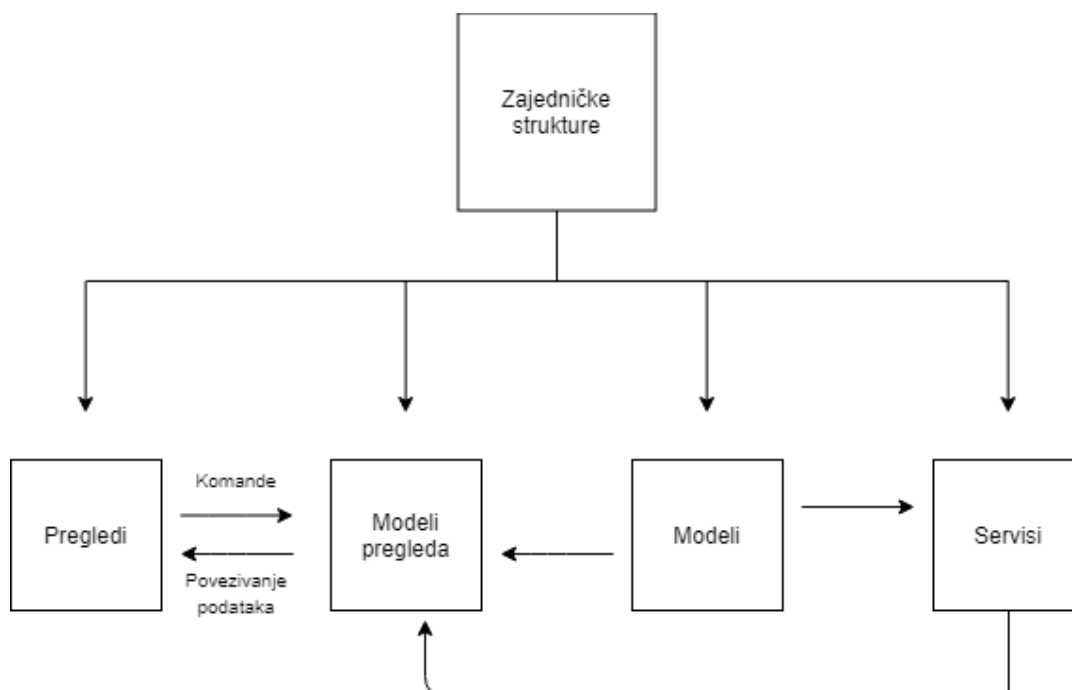 Zajedničke
strukture
Komande
Pregledi
Modeli
pregleda
Modeli
Servisi
Povezivanje
podataka